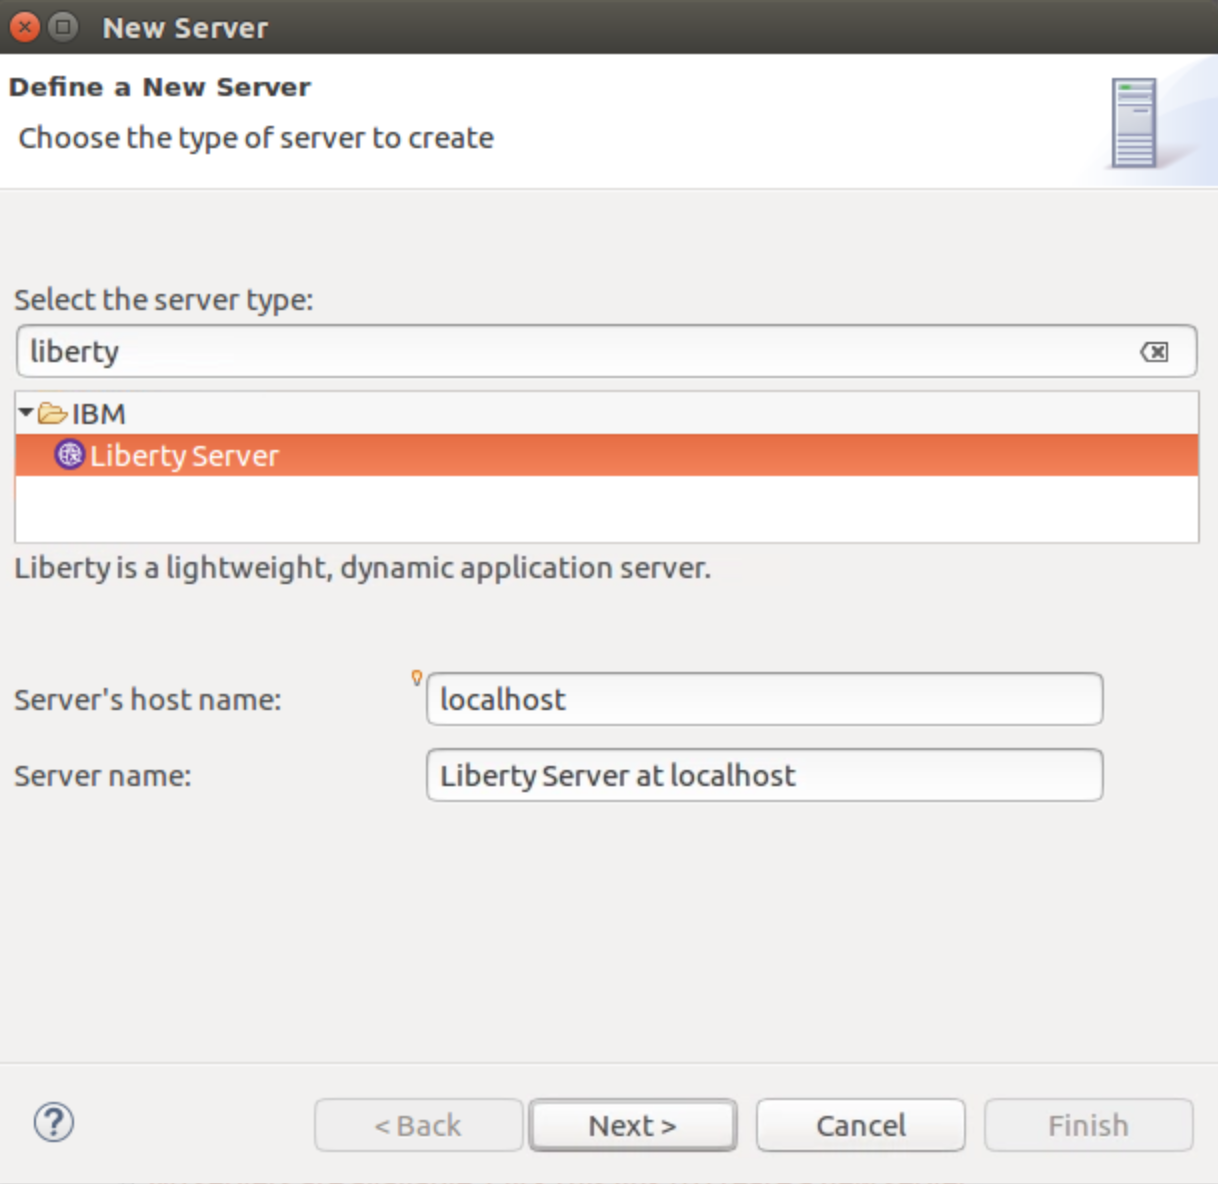 New Server
Define a New Server
Choose the type of server to create
Select the server type:
liberty
IBM
Liberty Server
Liberty is a lightweight, dynamic application server.
Server's host name:
localhost
Server name:
Liberty Server at localhost
?
< Back
Next >
Cancel
Finish